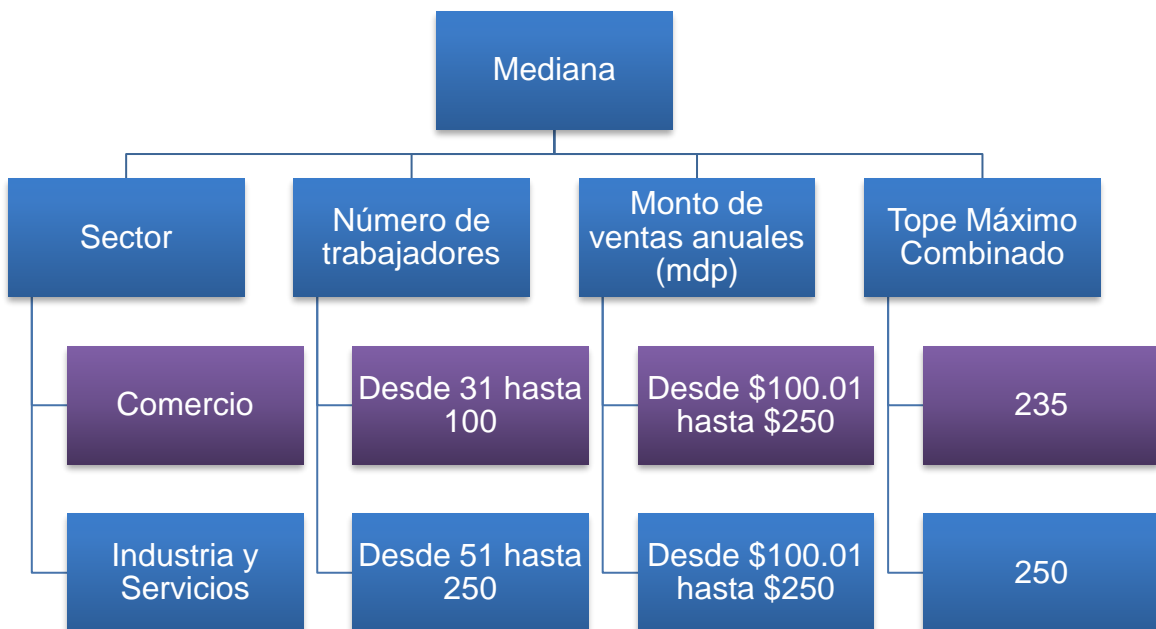 Mediana
Sector
Número de
trabajadores
Monto de
ventas anuales
(mdp)
Tope Máximo
Combinado
Comercio
Desde 31 hasta
100
Desde $100.01
hasta $250
235
Industria y
Servicios
Desde 51 hasta
250
Desde $100.01
hasta $250
250